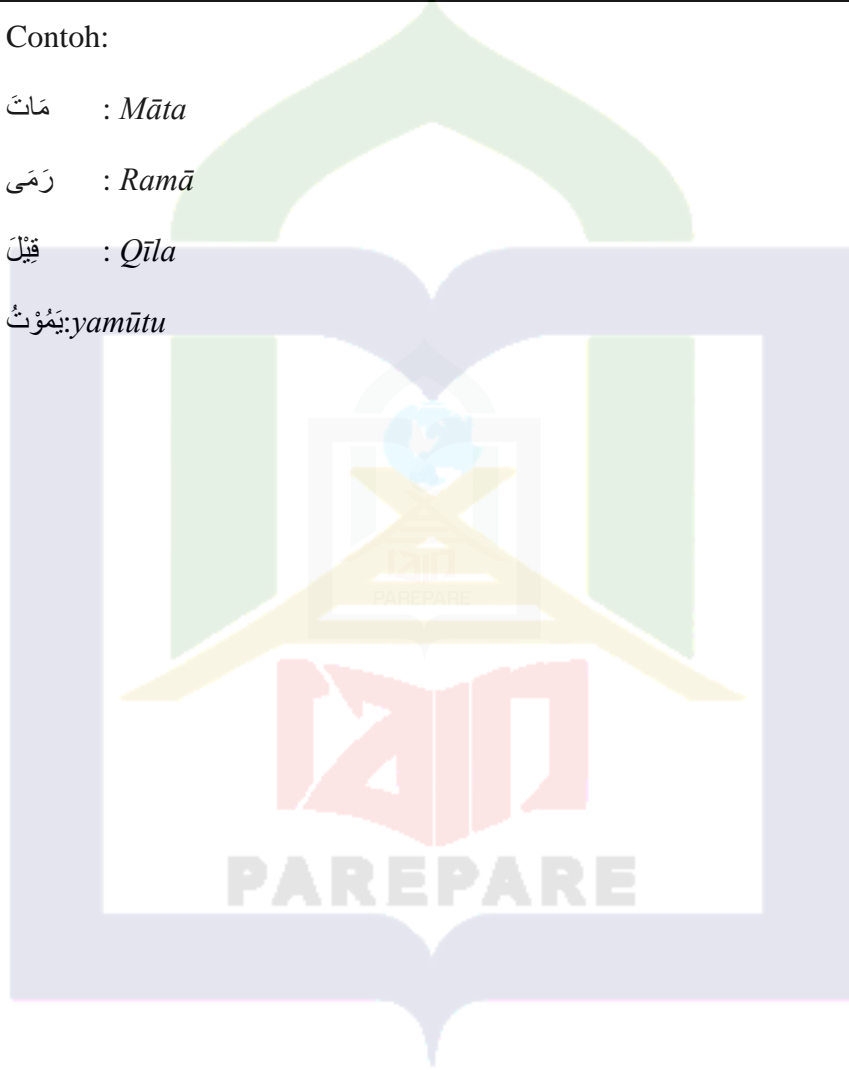 Contoh:
مَاتَ : Māta
رَمَى : Ramā
قِيْلَ : Qīla
يَمُوْتُ:yamūtu
PAREPARE
PAREPARE